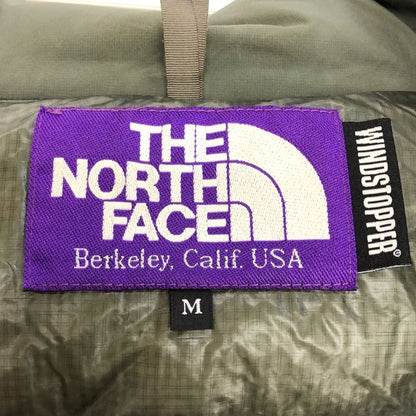 THE
NORTH
FACE
Berkeley, Calif. USA
WINDSTOPPER®
M